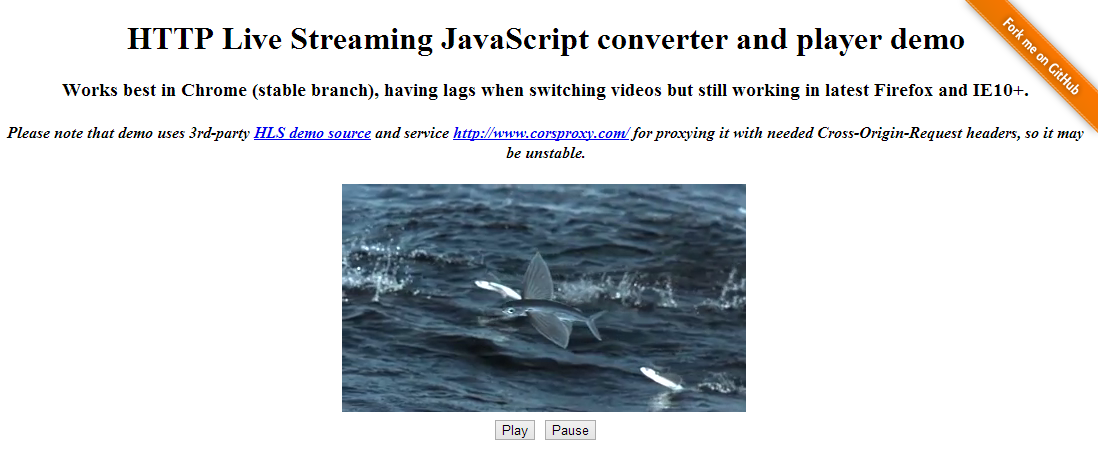 HTTP Live Streaming JavaScript converter and player demo
Fork me on GitHub
Works best in Chrome (stable branch), having lags when switching videos but still working in latest Firefox and IE10+.
Please note that demo uses 3rd-party HLS demo source and service http://www.corsproxy.com/ for proxying it with needed Cross-Origin-Request headers, so it may
be unstable.
Play Pause